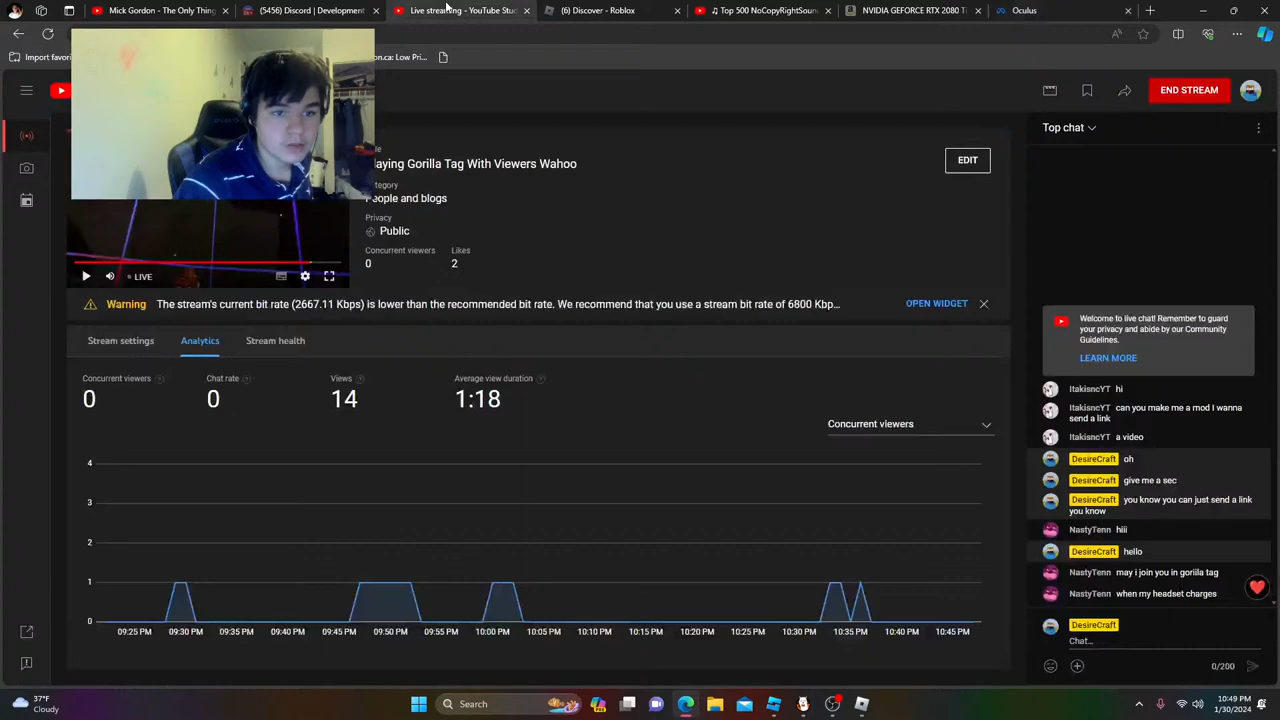 Mick Gordon - The Only Thing
(5456) Discord | Development
Live streaming - YouTube Stud
(6) Discover - Roblox
♫ Top 500 NoCopyRightSounds
NVIDIA GEFORCE RTX 2080 Ti
Oculus
Import favori
on.ca: Low Pri...
END STREAM
Top chat
laying Gorilla Tag With Viewers Wahoo
EDIT
Category
People and blogs
Privacy
Public
Concurrent viewers
Likes
0
2
LIVE
Warning
The stream's current bit rate (2667.11 Kbps) is lower than the recommended bit rate. We recommend that you use a stream bit rate of 6800 Kbp...
OPEN WIDGET
Stream settings
Analytics
Stream health
Concurrent viewers
Chat rate
Views
Average view duration
0
0
14
1:18
Concurrent viewers
4
3
2
1
0
09:25 PM
09:30 PM
09:35 PM
09:40 PM
09:45 PM
09:50 PM
09:55 PM
10:00 PM
10:05 PM
10:10 PM
10:15 PM
10:20 PM
10:25 PM
10:30 PM
10:35 PM
10:40 PM
10:45 PM
Welcome to live chat! Remember to guard
your privacy and abide by our Community
Guidelines.
LEARN MORE
ItakisncYT hi
ItakisncYT can you make me a mod I wanna
send a link
ItakisncYT a video
DesireCraft oh
DesireCraft give me a sec
DesireCraft you know you can just send a link
you know
NastyTenn hiii
DesireCraft hello
NastyTenn may i join you in goriila tag
NastyTenn when my headset charges
DesireCraft
Chat...
0/200
37°F
Cloudy
Search
10:49 PM
1/30/2024